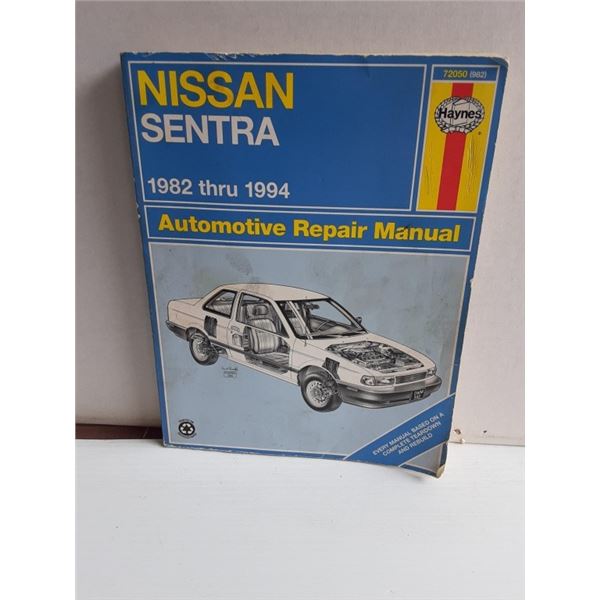 NISSAN
SENTRA
1982 thru 1994
72050 (982)
Haynes
Automotive Repair Manual
EVERY MANUAL BASED ON A
COMPLETE TEARDOWN
AND REBUILD